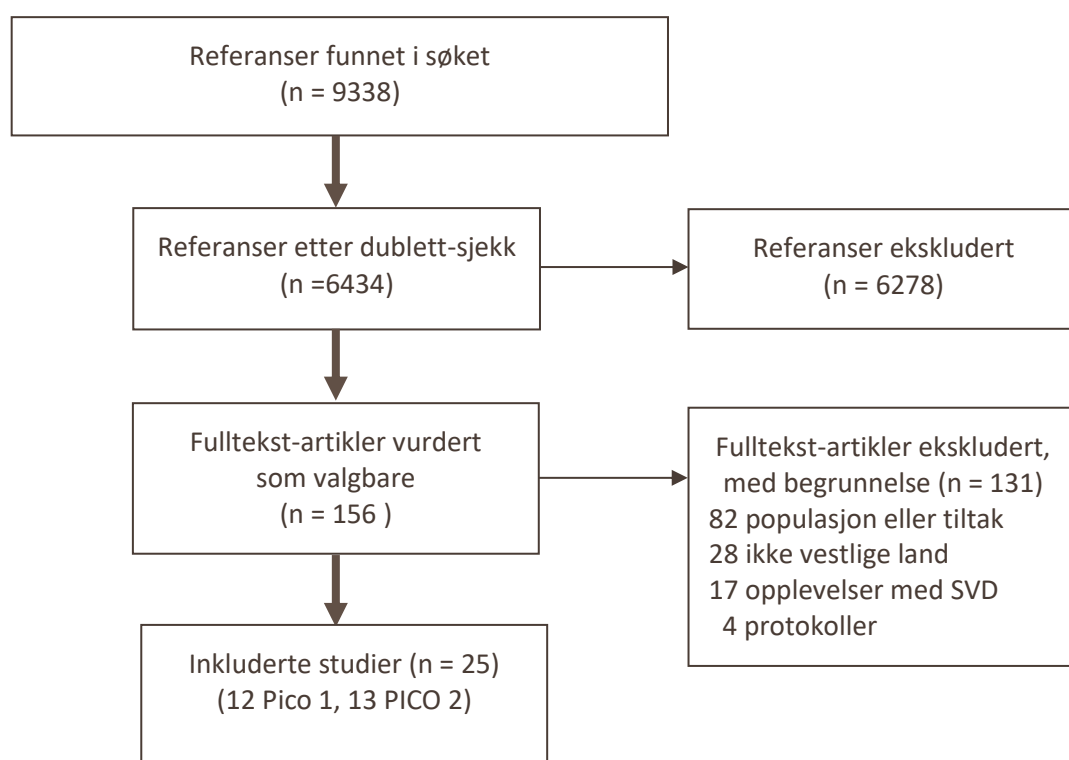 Referanser funnet i søket
(n = 9338)
Referanser etter dublett-sjekk
(n =6434)
Referanser ekskludert
(n = 6278)
Fulltekst-artikler vurdert
som valgbare
(n = 156 )
Fulltekst-artikler ekskludert,
med begrunnelse (n = 131)
82 populasjon eller tiltak
28 ikke vestlige land
17 opplevelser med SVD
4 protokoller
Inkluderte studier (n = 25)
(12 Pico 1, 13 PICO 2)